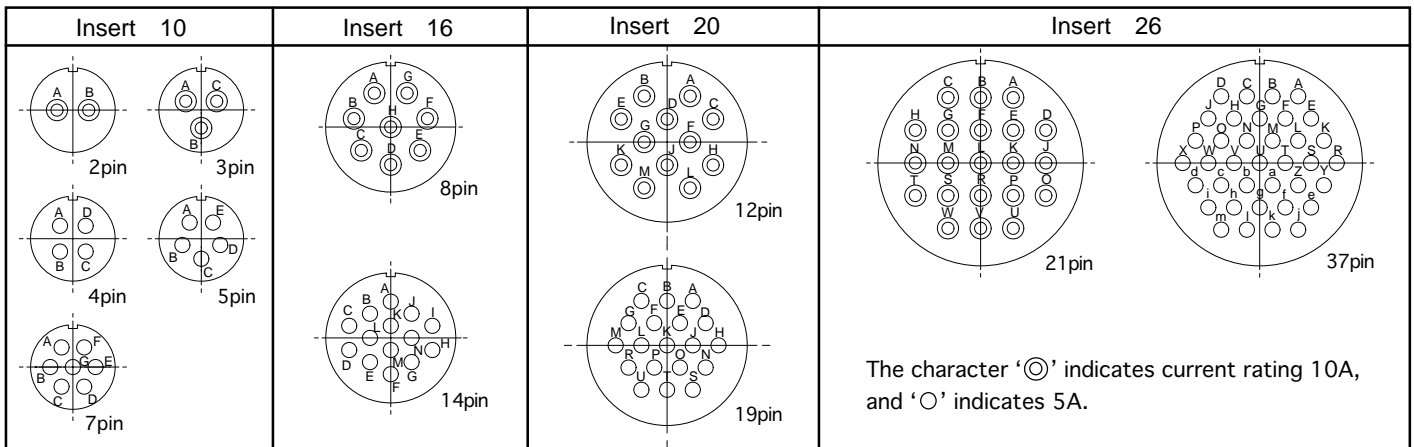 Insert 10
A B
2pin
A C
B
3pin
A D
B C
4pin
A E
B D
C
5pin
A F
B G E
C D
7pin
Insert 16
A G
B H F
C E
D
8pin
A
B J
C K I
L
N H
D M
E G
F
14pin
Insert 20
B A
E D C
G F
K J H
M L
12pin
C B A
G F E D
M L K J H
R P O N
U T S
19pin
Insert 26
C B A
H G F E D
N M L K J
T S R P O
W V U
21pin
D C B A
J H G F E
P O N M L K
X W V U T S R
d c b a Z Y
i h g f e
m l k j
37pin
The character ‘◎’ indicates current rating 10A,
and ‘○’ indicates 5A.